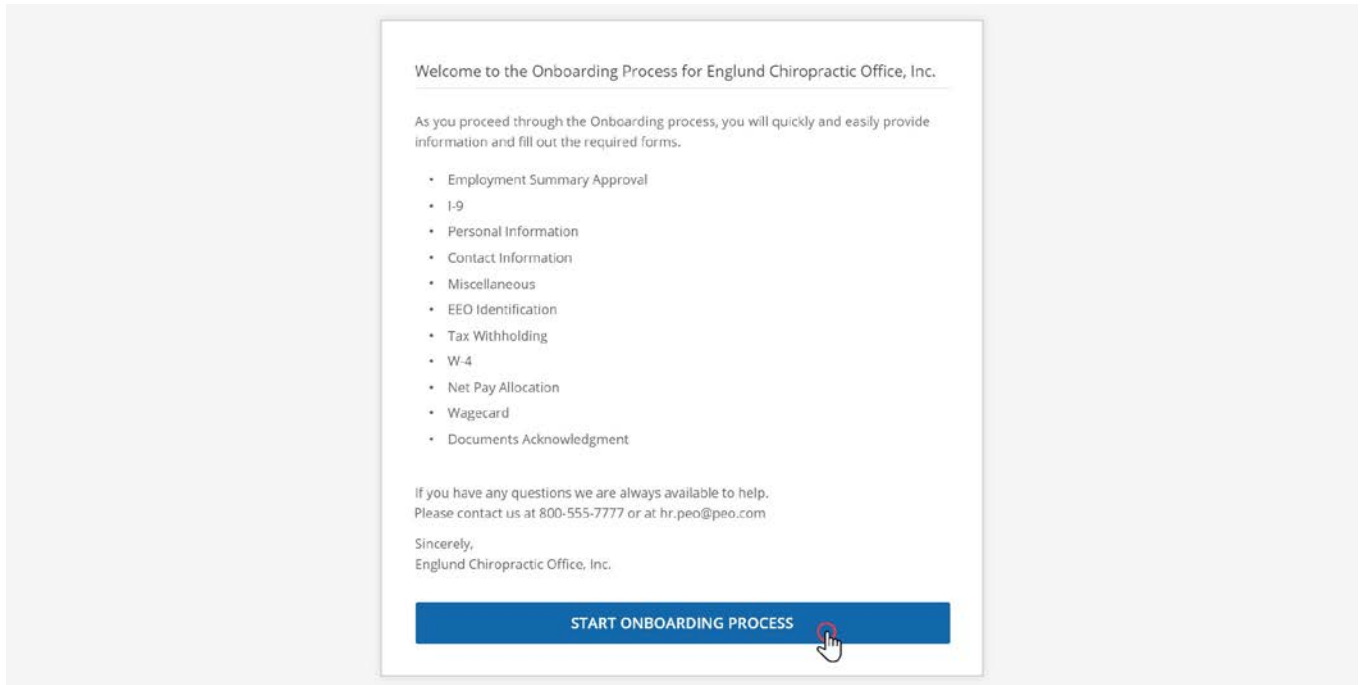 Welcome to the Onboarding Process for Englund Chiropractic Office, Inc.
As you proceed through the Onboarding process, you will quickly and easily provide
information and fill out the required forms.
• Employment Summary Approval
• I-9
• Personal Information
• Contact Information
• Miscellaneous
• EEO Identification
• Tax Withholding
• W-4
• Net Pay Allocation
• Wagecard
• Documents Acknowledgment
If you have any questions we are always available to help.
Please contact us at 800-555-7777 or at hr.peo@peo.com
Sincerely,
Englund Chiropractic Office, Inc.
START ONBOARDING PROCESS